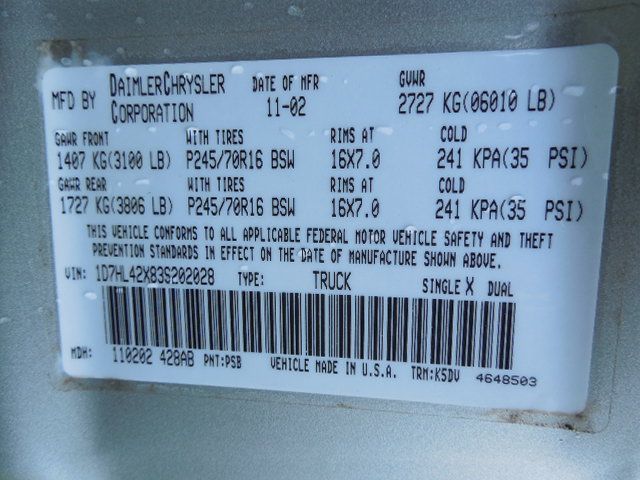 MFD BY DAIMLERCHRYSLER CORPORATION DATE OF MFR 11-02 GVWR 2727 KG(06010 LB)
GAWR FRONT WITH TIRES RIMS AT COLD
1407 KG(3100 LB) P245/70R16 BSW 16X7.0 241 KPA(35 PSI)
GAWR REAR WITH TIRES RIMS AT COLD
1727 KG(3806 LB) P245/70R16 BSW 16X7.0 241 KPA(35 PSI)
THIS VEHICLE CONFORMS TO ALL APPLICABLE FEDERAL MOTOR VEHICLE SAFETY AND THEFT
PREVENTION STANDARDS IN EFFECT ON THE DATE OF MANUFACTURE SHOWN ABOVE.
VIN: 1D7HL42X83S202028 TYPE: TRUCK SINGLE X DUAL
MDH: 110202 428AB PNT:PSB VEHICLE MADE IN U.S.A. TRM:K5DV 4648503